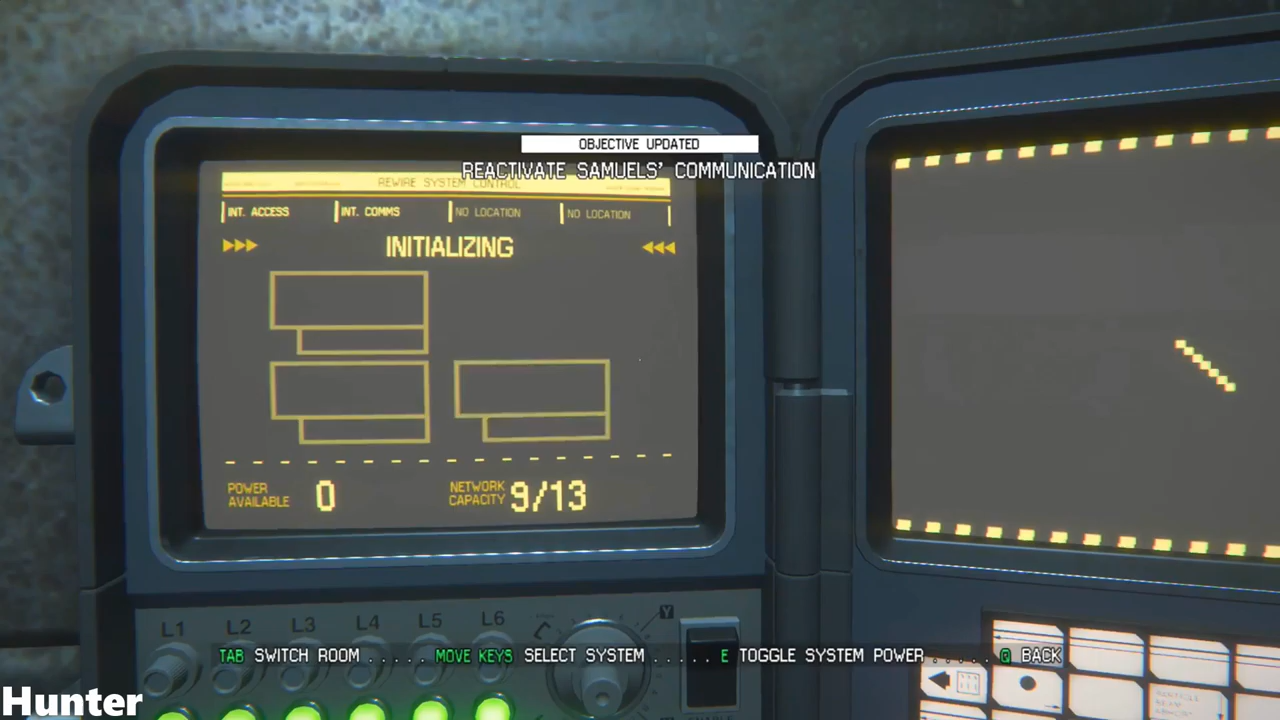 OBJECTIVE UPDATED
REACTIVATE SAMUELS' COMMUNICATION
REWIRE SYSTEM CONTROL
INT. ACCESS INT. COMMS NO LOCATION NO LOCATION
INITIALIZING
POWER AVAILABLE 0 NETWORK CAPACITY 9/13
L1 L2 L3 L4 L5 L6 Y
TAB SWITCH ROOM ..... MOVE KEYS SELECT SYSTEM ..... E TOGGLE SYSTEM POWER ..... Q BACK
Hunter